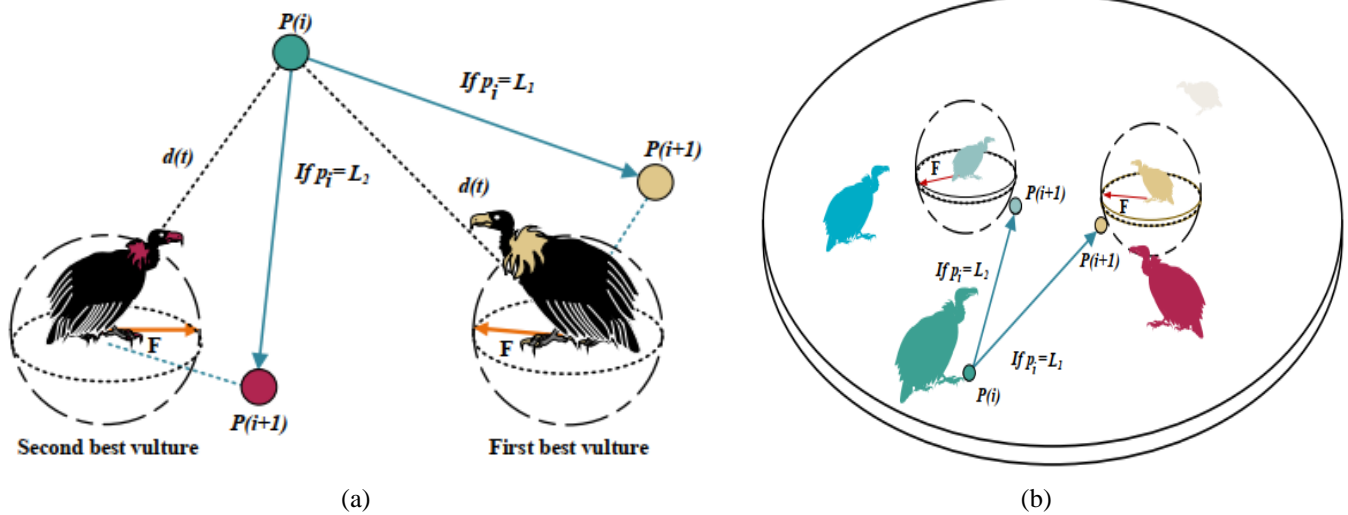 P(i)
If pi= L1
d(t)
If pi= L2
P(i+1)
d(t)
F
F
P(i+1)
Second best vulture
First best vulture
(a)
F
F
P(i+1)
P(i+1)
If pi= L2
If pi= L1
P(i)
(b)